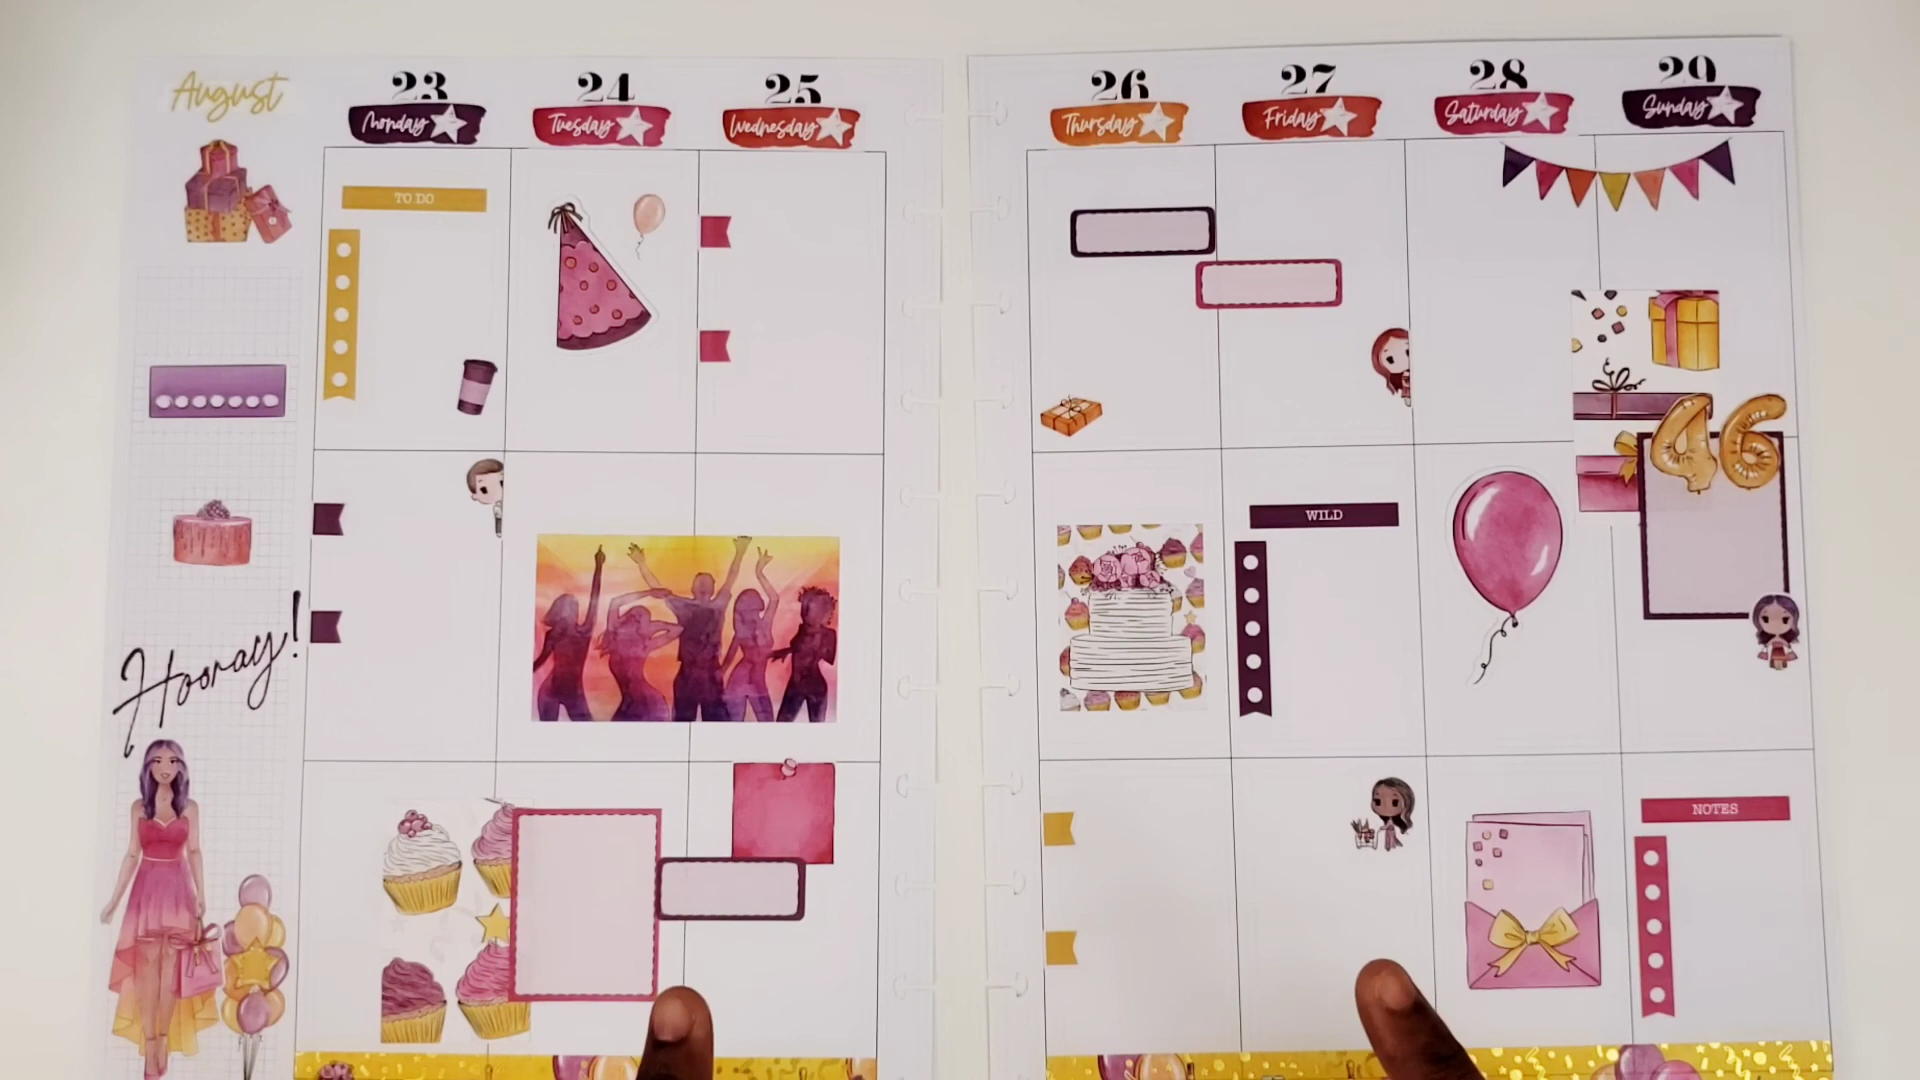 August
23
24
25
26
27
28
29
Monday
Tuesday
Wednesday
Thursday
Friday
Saturday
Sunday
TO DO
46
WILD
Hooray!
NOTES